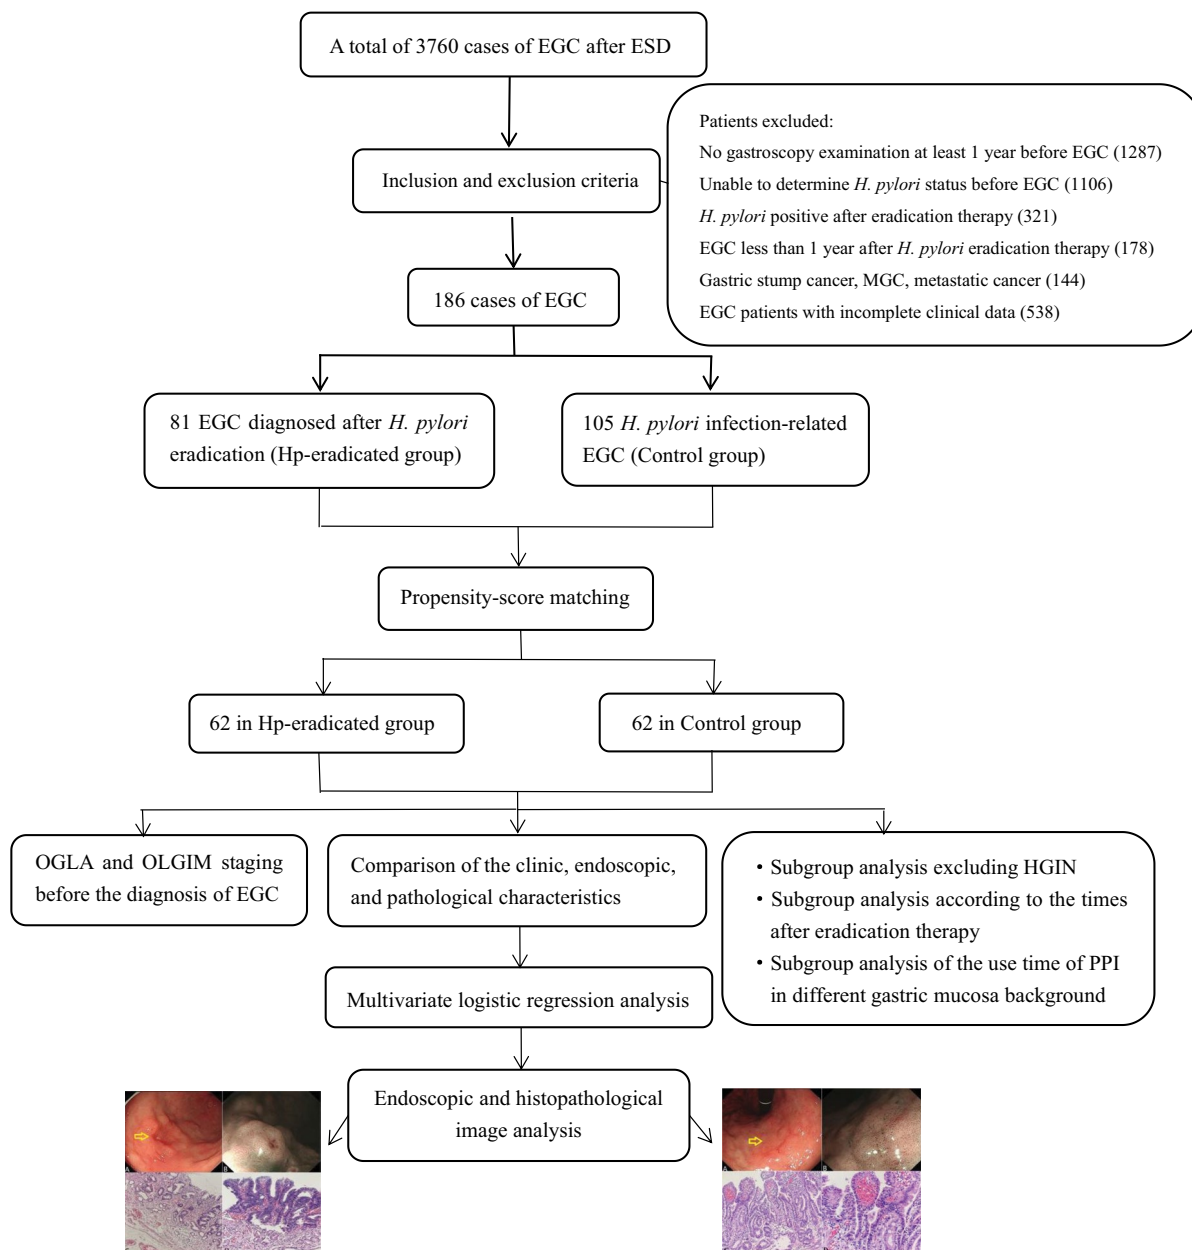 A total of 3760 cases of EGC after ESD
Patients excluded:
No gastroscopy examination at least 1 year before EGC (1287)
Unable to determine H. pylori status before EGC (1106)
H. pylori positive after eradication therapy (321)
EGC less than 1 year after H. pylori eradication therapy (178)
Gastric stump cancer, MGC, metastatic cancer (144)
EGC patients with incomplete clinical data (538)
Inclusion and exclusion criteria
186 cases of EGC
81 EGC diagnosed after H. pylori
eradication (Hp-eradicated group)
105 H. pylori infection-related
EGC (Control group)
Propensity-score matching
62 in Hp-eradicated group
62 in Control group
OGLA and OLGIM staging
before the diagnosis of EGC
Comparison of the clinic, endoscopic,
and pathological characteristics
• Subgroup analysis excluding HGIN
• Subgroup analysis according to the times
after eradication therapy
• Subgroup analysis of the use time of PPI
in different gastric mucosa background
Multivariate logistic regression analysis
Endoscopic and histopathological
image analysis
A
B
A
B